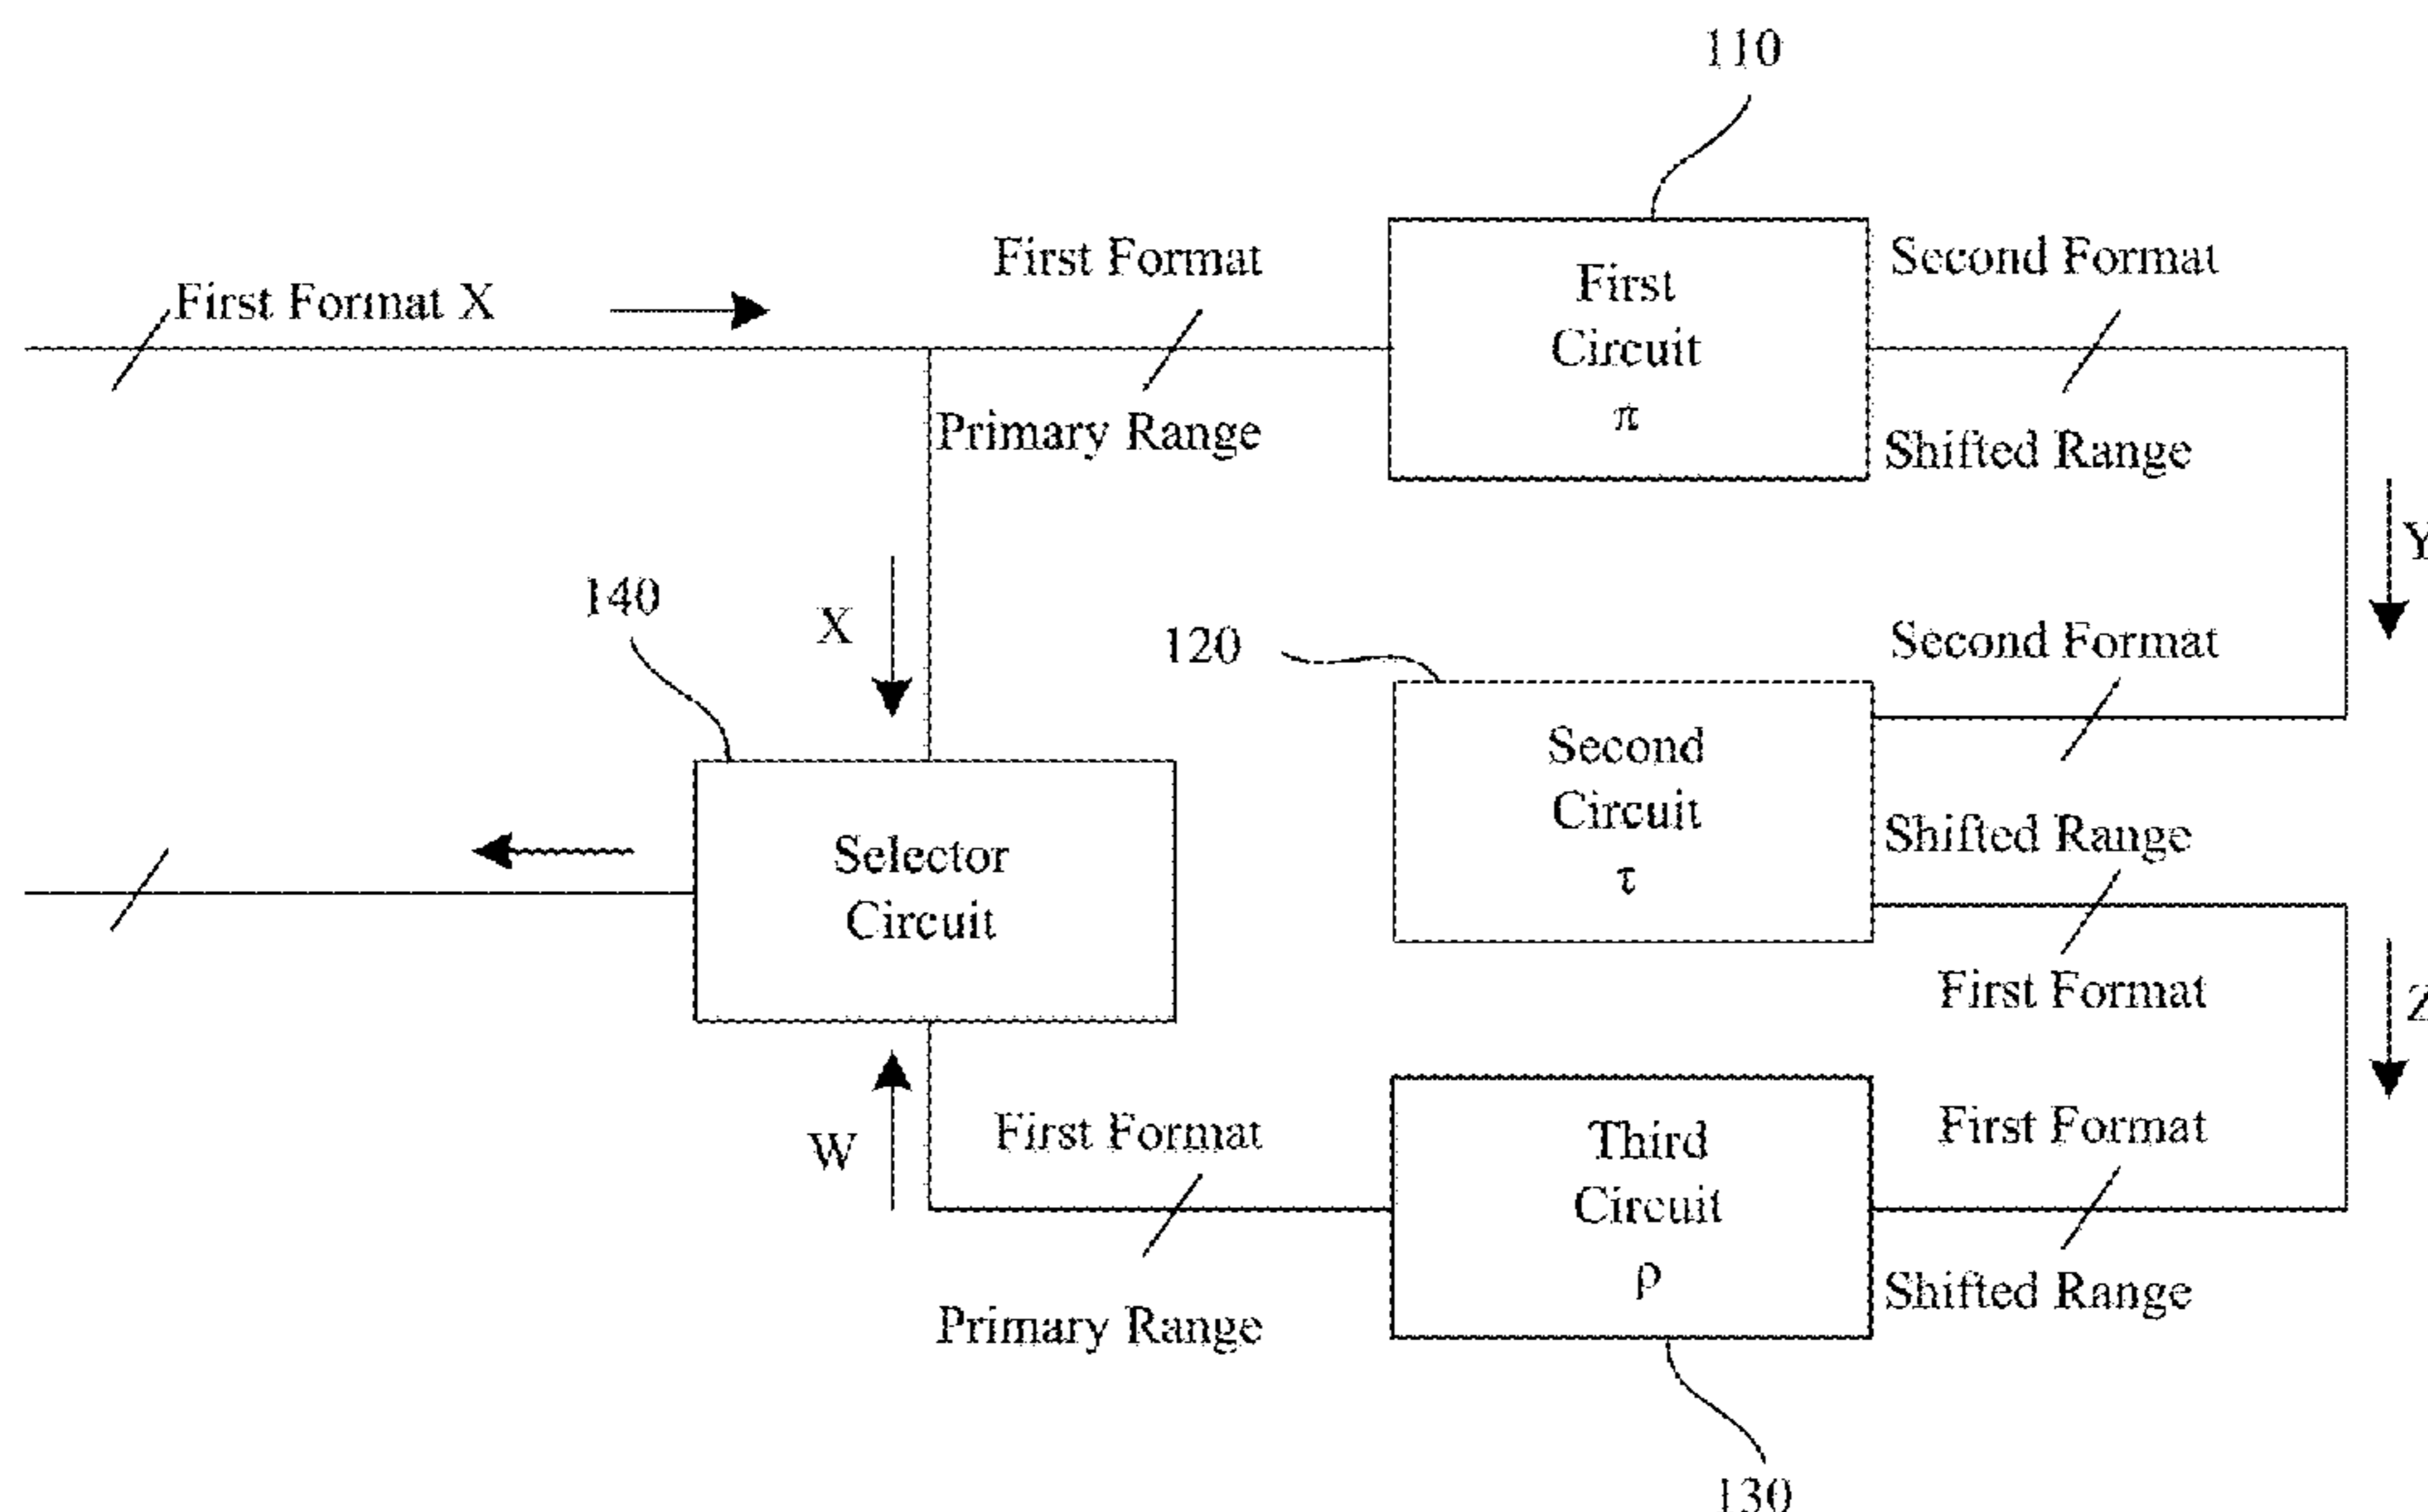 110
First Format
Second Format
First Format X
First
Circuit
π
Primary Range
Shifted Range
Y
140
X
120
Second Format
Second
Circuit
τ
Shifted Range
Selector
Circuit
First Format
Z
W
First Format
Third
Circuit
ρ
First Format
Primary Range
Shifted Range
130